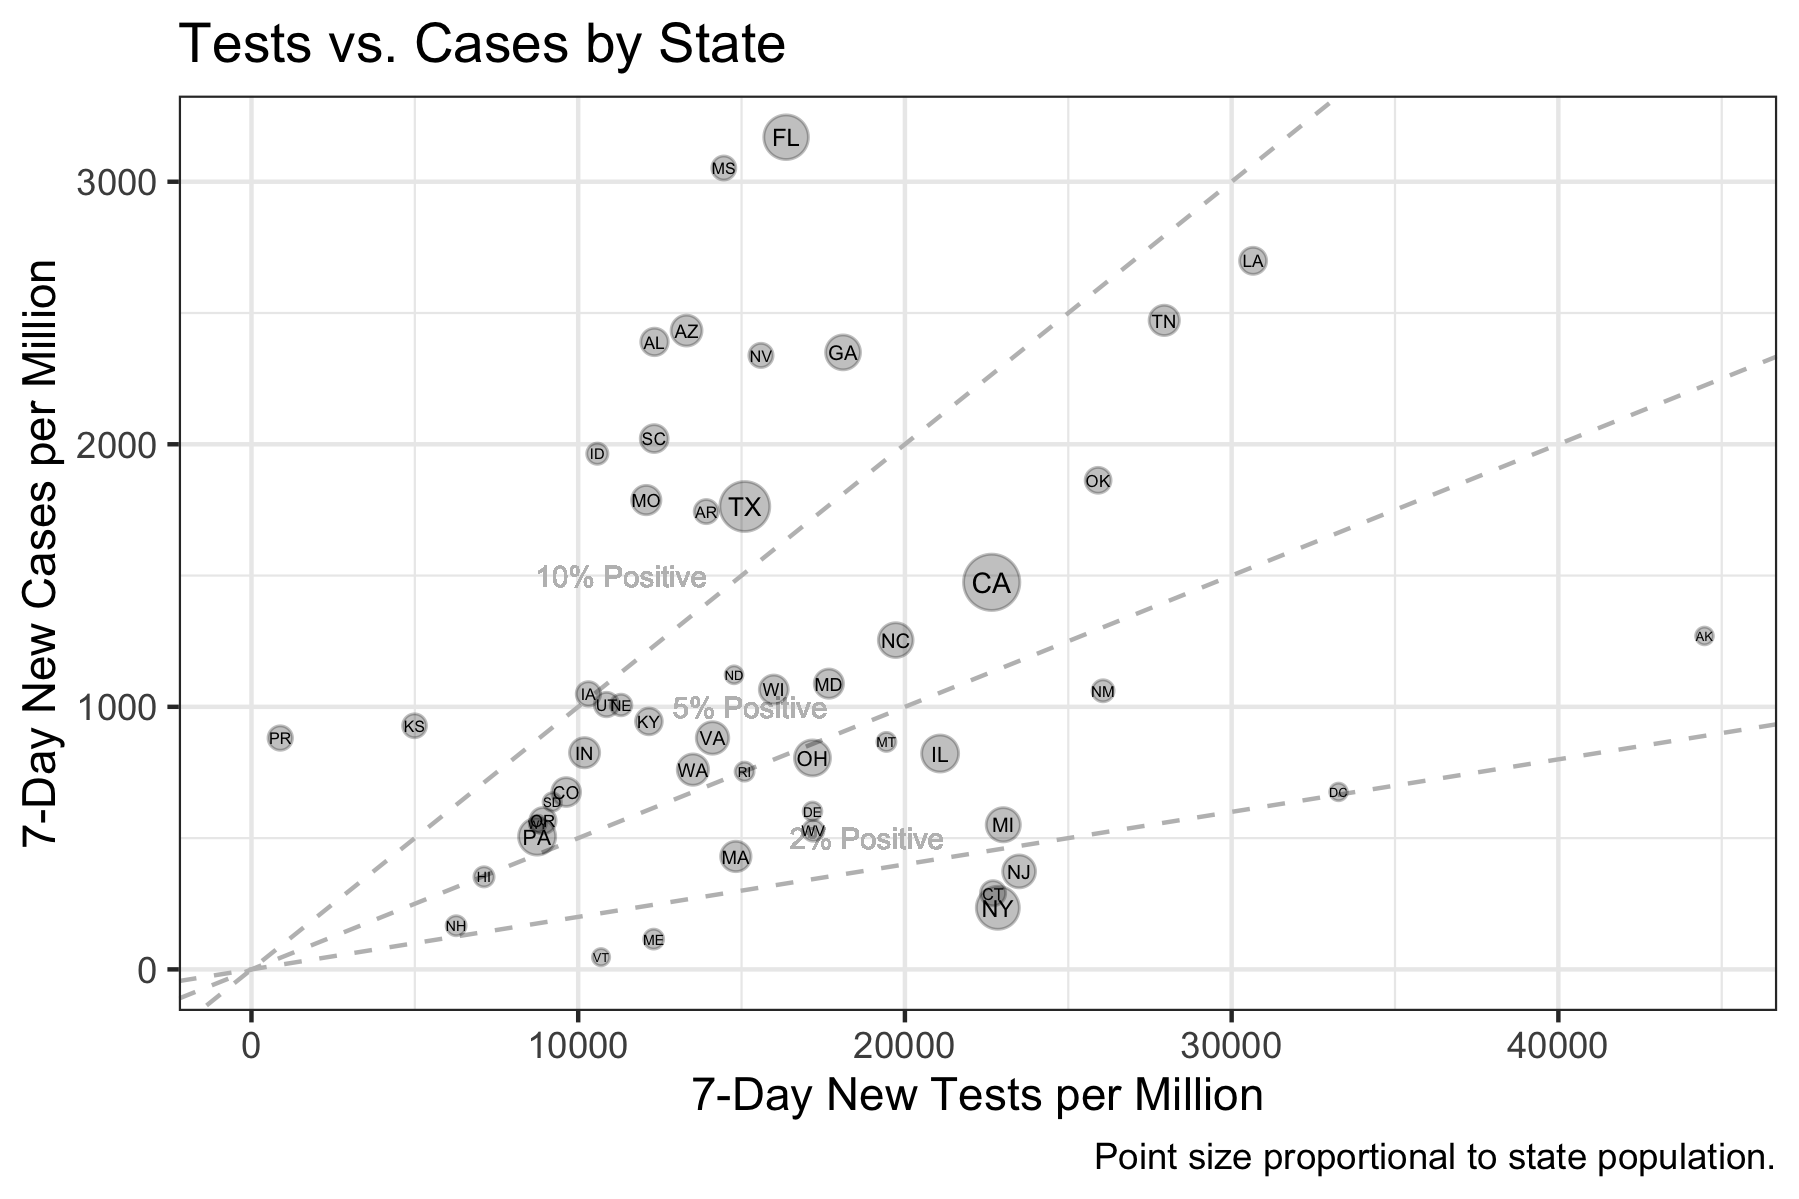 Tests vs. Cases by State
7-Day New Cases per Million
3000
2000
1000
0
FL
MS
LA
TN
AZ
AL
NV
GA
SC
ID
OK
MO
AR
TX
10% Positive
CA
NC
AK
ND
MD
WI
IA
NM
UT
NE
5% Positive
KY
KS
PR
VA
MT
IN
IL
OH
WA
RI
CO
DC
SD
DE
OR
MI
WV
2% Positive
PA
MA
NJ
HI
CT
NY
NH
ME
VT
0 10000 20000 30000 40000
7-Day New Tests per Million
Point size proportional to state population.